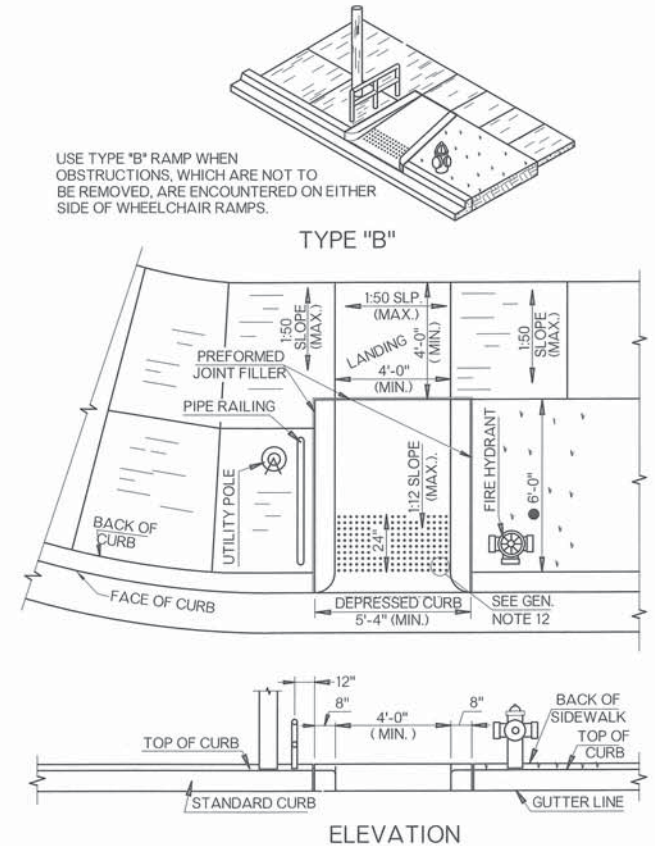 USE TYPE "B" RAMP WHEN
OBSTRUCTIONS, WHICH ARE NOT TO
BE REMOVED, ARE ENCOUNTERED ON EITHER
SIDE OF WHEELCHAIR RAMPS.
TYPE "B"
1:50 SLOPE
(MAX.)
1:50 SLP.
(MAX.)
LANDING
4'-0"
(MIN.)
4'-0"
(MIN.)
1:50
SLOPE
(MAX.)
PREFORMED
JOINT FILLER
PIPE RAILING
UTILITY POLE
1:12 SLOPE
(MAX.).
24"
FIRE HYDRANT
6'-0"
BACK OF
CURB
FACE OF CURB
DEPRESSED CURB
5'-4" (MIN.)
SEE GEN.
NOTE 12
12"
8"
4'-0"
(MIN.)
8"
BACK OF
SIDEWALK
TOP OF CURB
TOP OF
CURB
STANDARD CURB
GUTTER LINE
ELEVATION